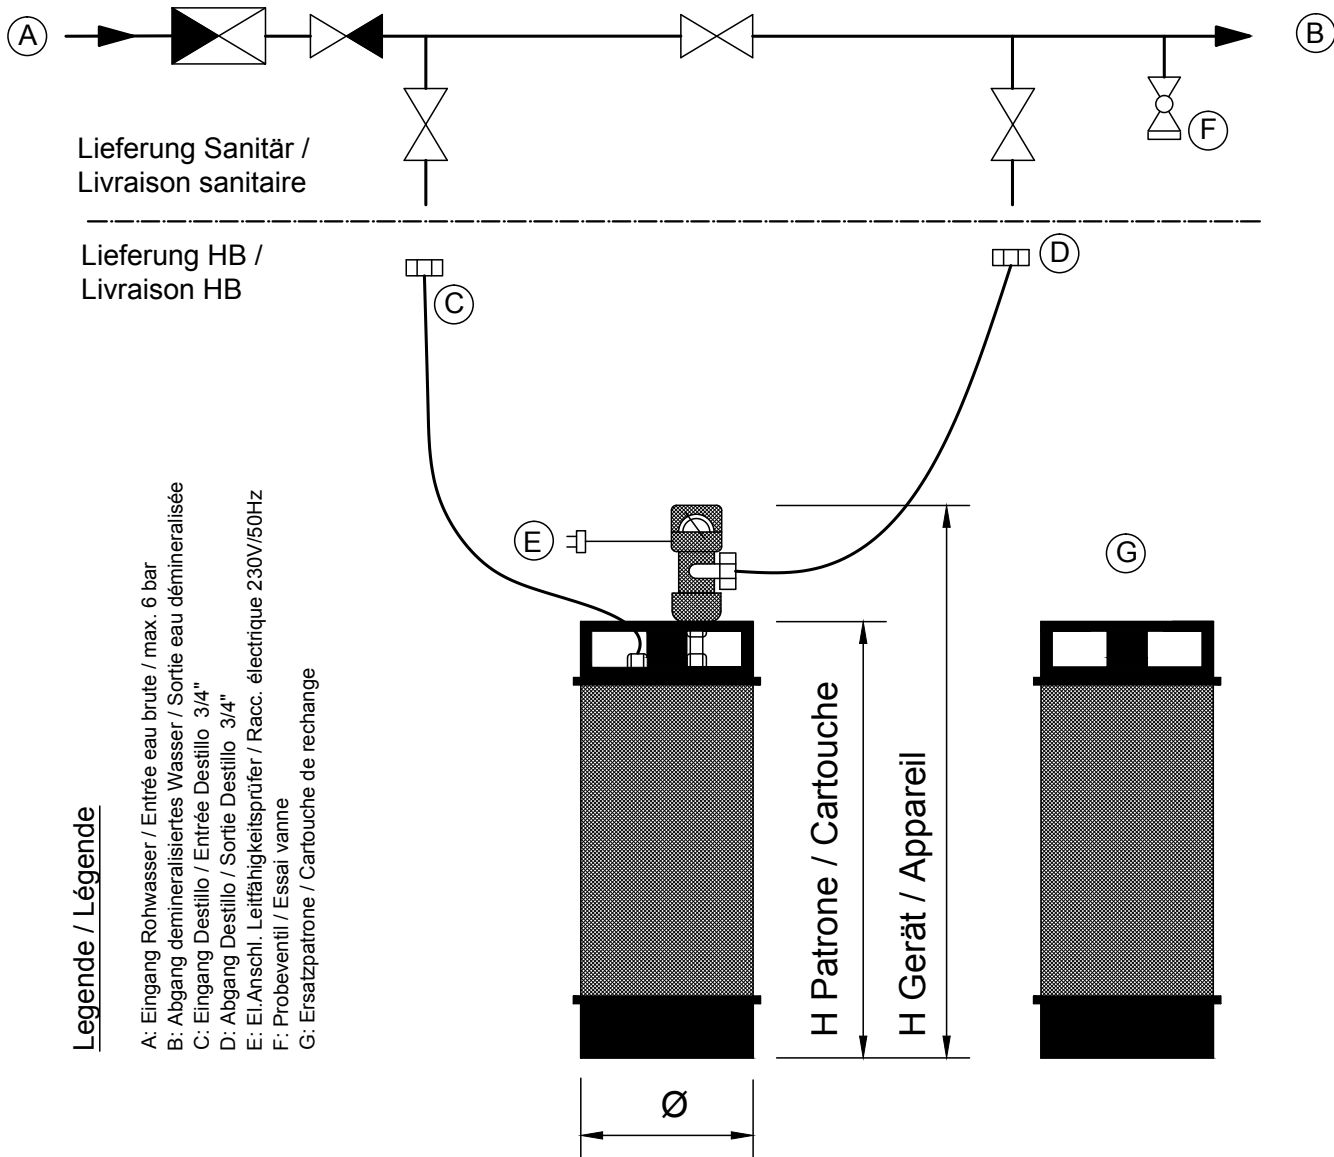 A
B
F
Lieferung Sanitär /
Livraison sanitaire
Lieferung HB /
Livraison HB
C
D
E
G
H Patrone / Cartouche
H Gerät / Appareil
Ø
Legende / Légende
A: Eingang Rohwasser / Entrée eau brute / max. 6 bar
B: Abgang demineralisiertes Wasser / Sortie eau démineralisée
C: Eingang Destillo / Entrée Destillo 3/4"
D: Abgang Destillo / Sortie Destillo 3/4"
E: El.Anschl. Leitfähigkeitsprüfer / Racc. électrique 230V/50Hz
F: Probeventil / Essai vanne
G: Ersatzpatrone / Cartouche de rechange